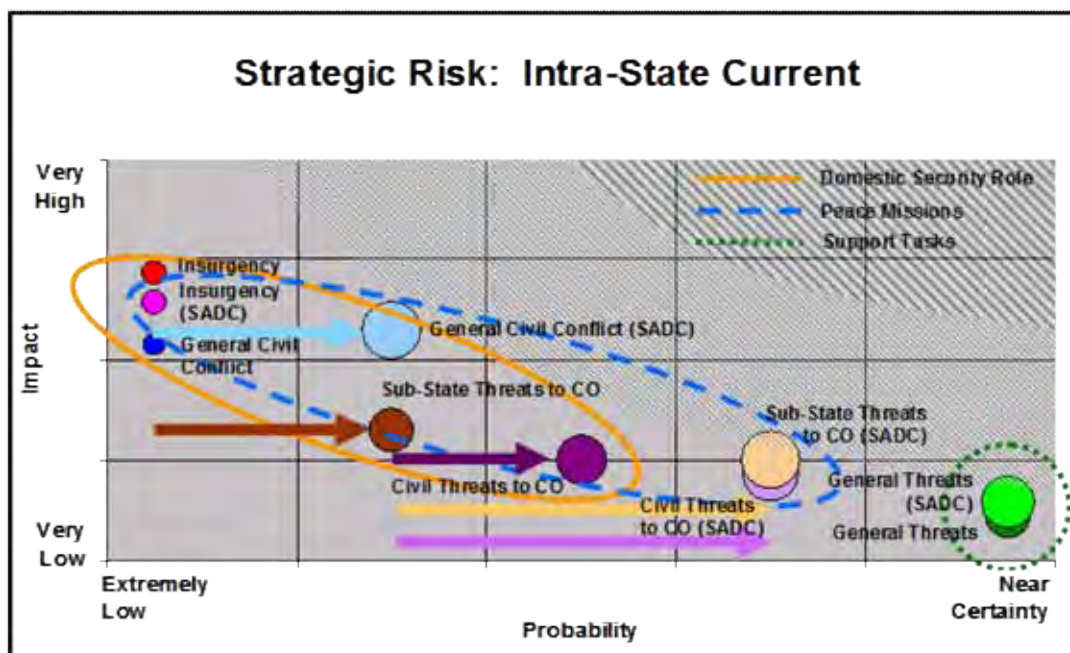 Strategic Risk: Intra-State Current
Very
High
Domestic Security Role
Peace Missions
Support Tasks
Insurgency
Insurgency
(SADC)
General Civil
Conflict
General Civil Conflict (SADC)
Impact
Sub-State Threats to CO
Sub-State Threats
to CO (SADC)
Civil Threats to CO
Civil Threats
to CO (SADC)
General Threats
(SADC)
General Threats
Very
Low
Extremely
Low
Near
Certainty
Probability